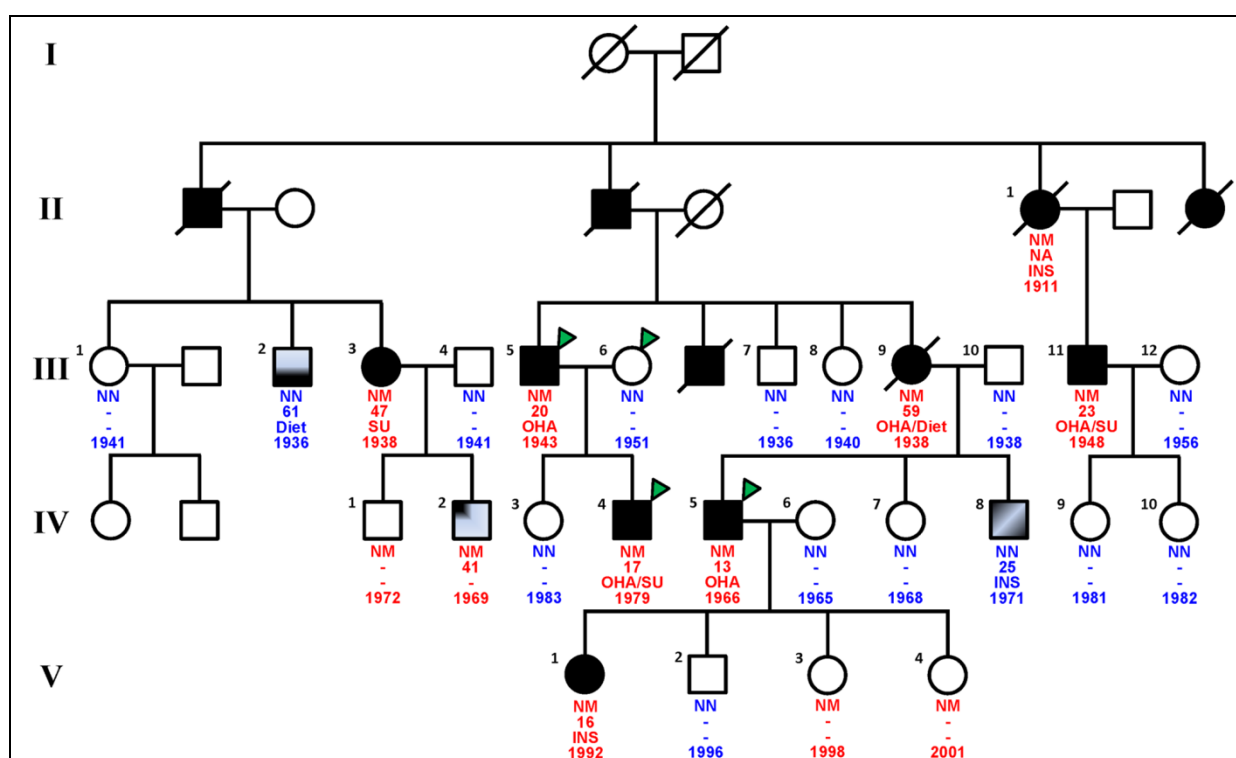 I
II
1
NM
NA
INS
1911
III
1 2 3 4 5 6 7 8 9 10 11 12
NN NN NM NN NM NN NN NN NM NN NM NN
- 61 47 - 20 - - - 59 - 23 -
- Diet SU - OHA - - - OHA/Diet - OHA/SU -
1941 1936 1938 1941 1943 1951 1936 1940 1938 1938 1948 1956
IV
1 2 3 4 5 6 7 8 9 10
NM NM NN NM NM NN NN NN NN NN
- 41 - 17 13 - - 25 - -
- - - OHA/SU OHA - - INS - -
1972 1969 1983 1979 1966 1965 1968 1971 1981 1982
V
1 2 3 4
NM NN NM NM
16 - - -
INS - - -
1992 1996 1998 2001